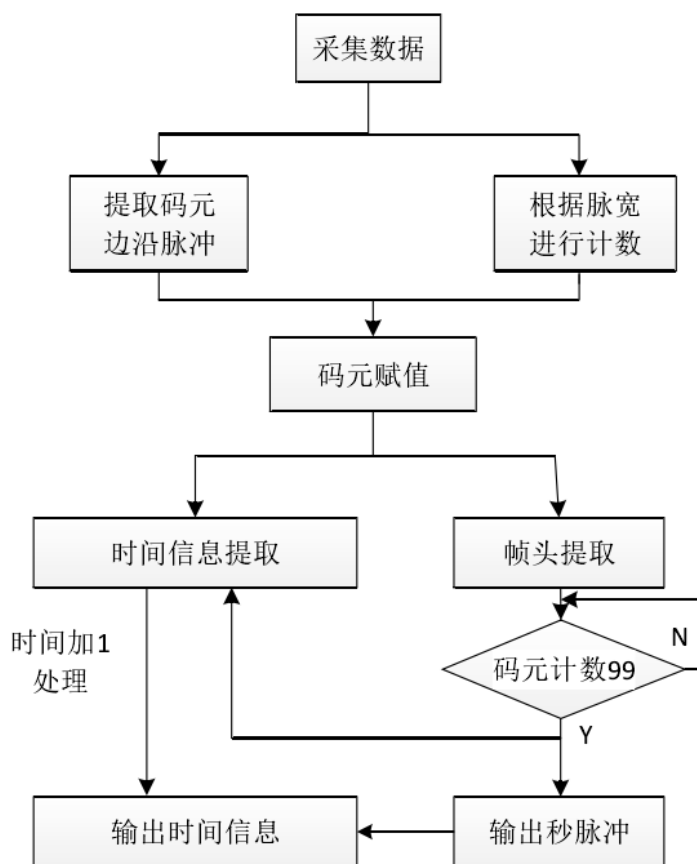 采集数据
提取码元
边沿脉冲
根据脉宽
进行计数
码元赋值
时间信息提取
帧头提取
时间加1
处理
码元计数99
N
Y
输出时间信息
输出秒脉冲